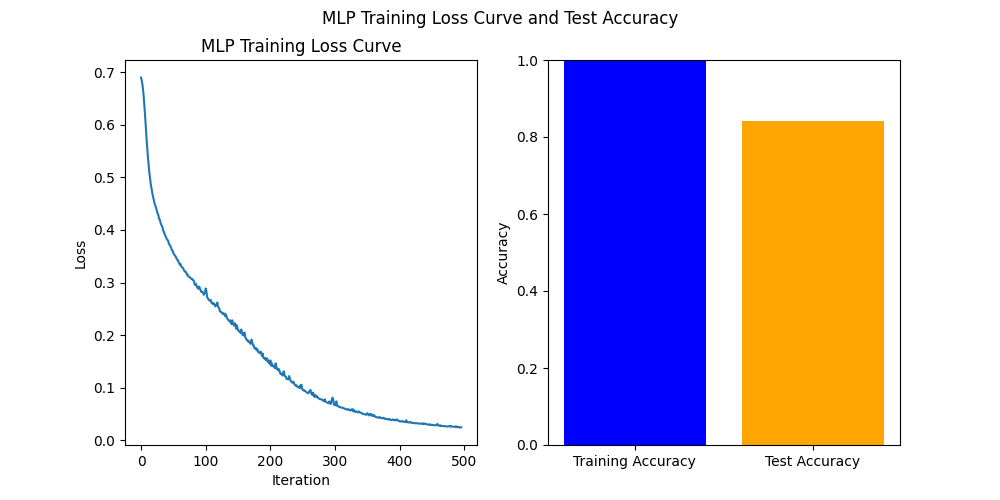 MLP Training Loss Curve and Test Accuracy
MLP Training Loss Curve
0.7
0.6
0.5
0.4
0.3
0.2
0.1
0.0
Loss
0 100 200 300 400 500
Iteration
1.0
0.8
0.6
0.4
0.2
0.0
Accuracy
Training Accuracy Test Accuracy